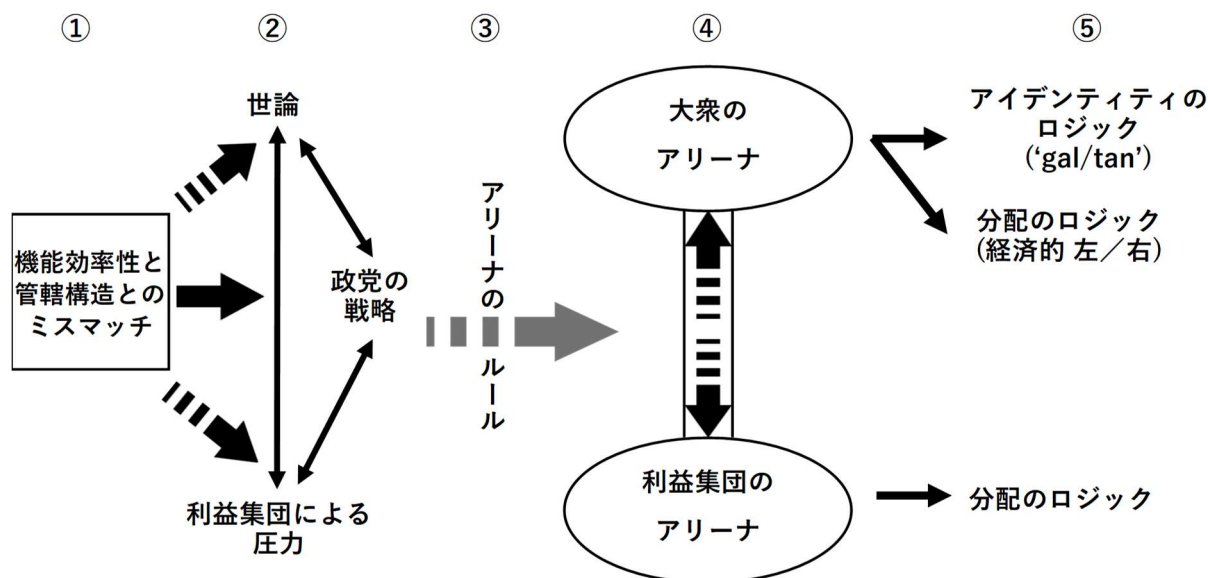 ①
②
③
④
⑤
機能効率性と
管轄構造との
ミスマッチ
世論
政党の
戦略
利益集団による
圧力
アリーナの ルール
大衆の
アリーナ
利益集団の
アリーナ
アイデンティティの
ロジック
(‘gal/tan’)
分配のロジック
(経済的 左／右)
分配のロジック